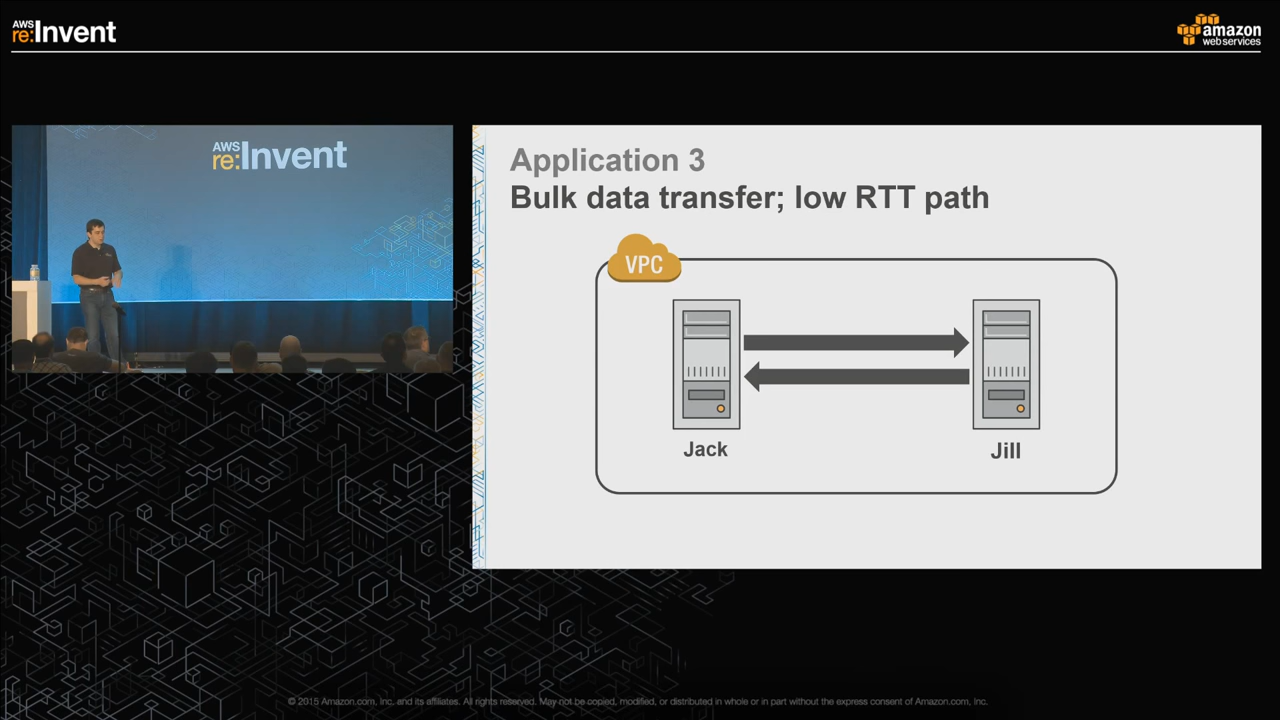 AWS
re:Invent
amazon
web services
AWS
re:Invent
Application 3
Bulk data transfer; low RTT path
VPC
Jack
Jill
© 2015 Amazon.com, Inc. and its affiliates. All rights reserved. May not be copied, modified, or distributed in whole or in part without the express consent of Amazon.com, Inc.